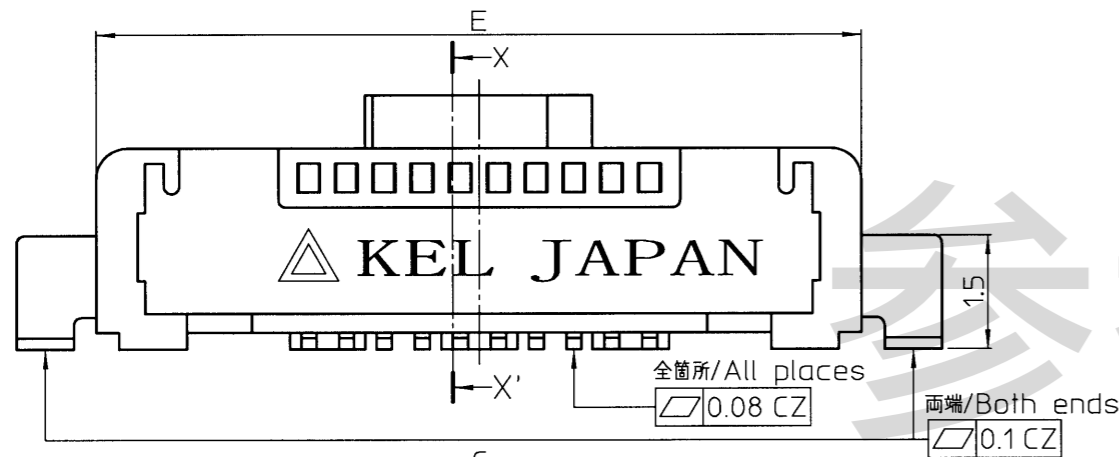 E
X
KEL JAPAN
1.5
X'
全箇所/All places
0.08 CZ
両端/Both ends
0.1 CZ
参